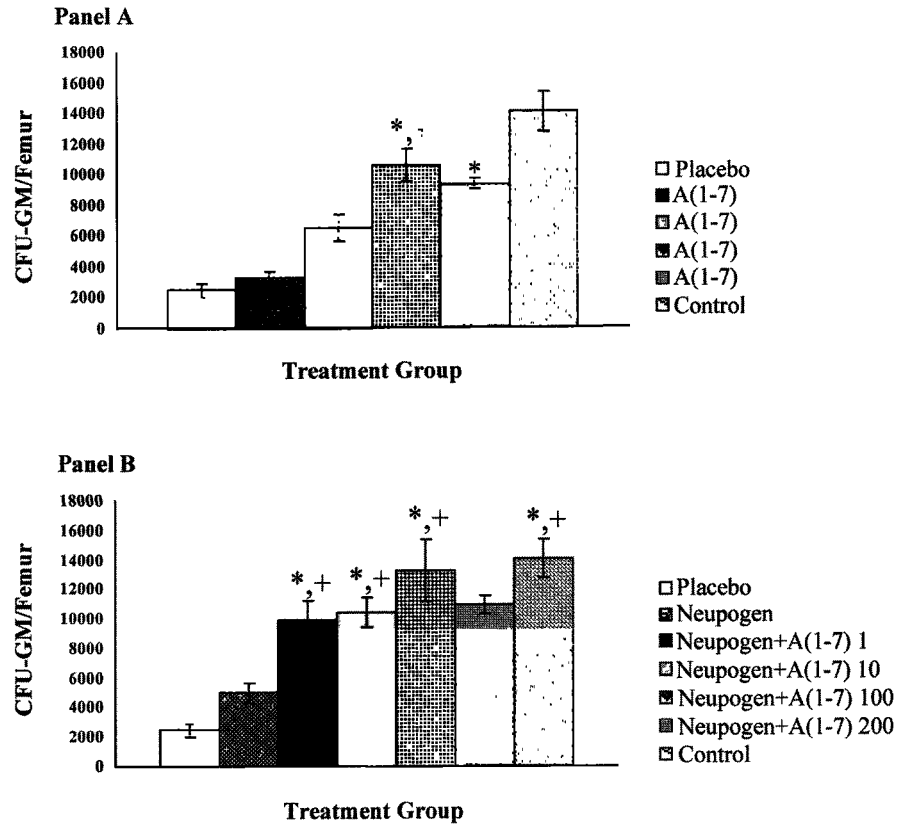 Panel A
18000
16000
14000
12000
10000
8000
6000
4000
2000
0
CFU-GM/Femur
*,
*
Treatment Group
Placebo
A(1-7)
A(1-7)
A(1-7)
A(1-7)
Control
Panel B
18000
16000
14000
12000
10000
8000
6000
4000
2000
0
CFU-GM/Femur
*,+
*,+
*,+
*,+
Treatment Group
Placebo
Neupogen
Neupogen+A(1-7) 1
Neupogen+A(1-7) 10
Neupogen+A(1-7) 100
Neupogen+A(1-7) 200
Control